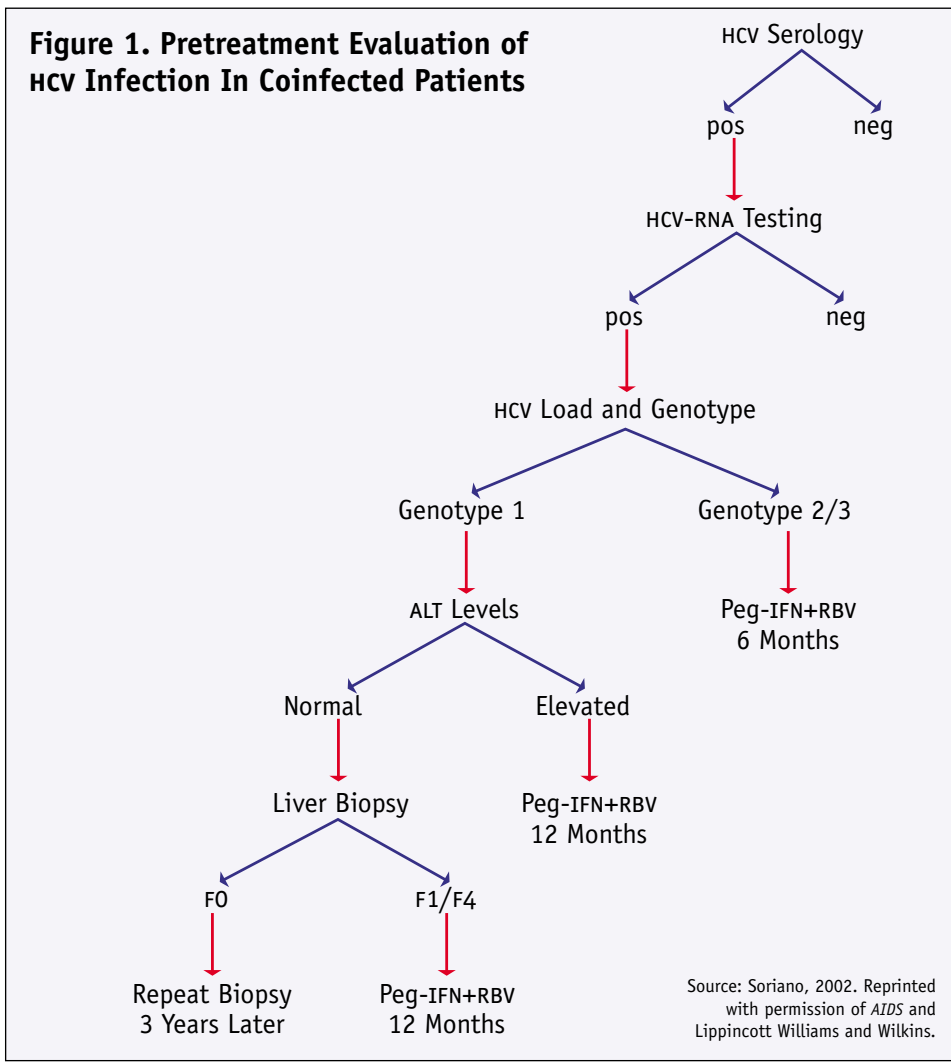 Figure 1. Pretreatment Evaluation of
HCV Infection In Coinfected Patients
HCV Serology
pos
neg
HCV-RNA Testing
pos
neg
HCV Load and Genotype
Genotype 1
Genotype 2/3
ALT Levels
Peg-IFN+RBV
6 Months
Normal
Elevated
Liver Biopsy
Peg-IFN+RBV
12 Months
F0
F1/F4
Repeat Biopsy
3 Years Later
Peg-IFN+RBV
12 Months
Source: Soriano, 2002. Reprinted
with permission of AIDS and
Lippincott Williams and Wilkins.